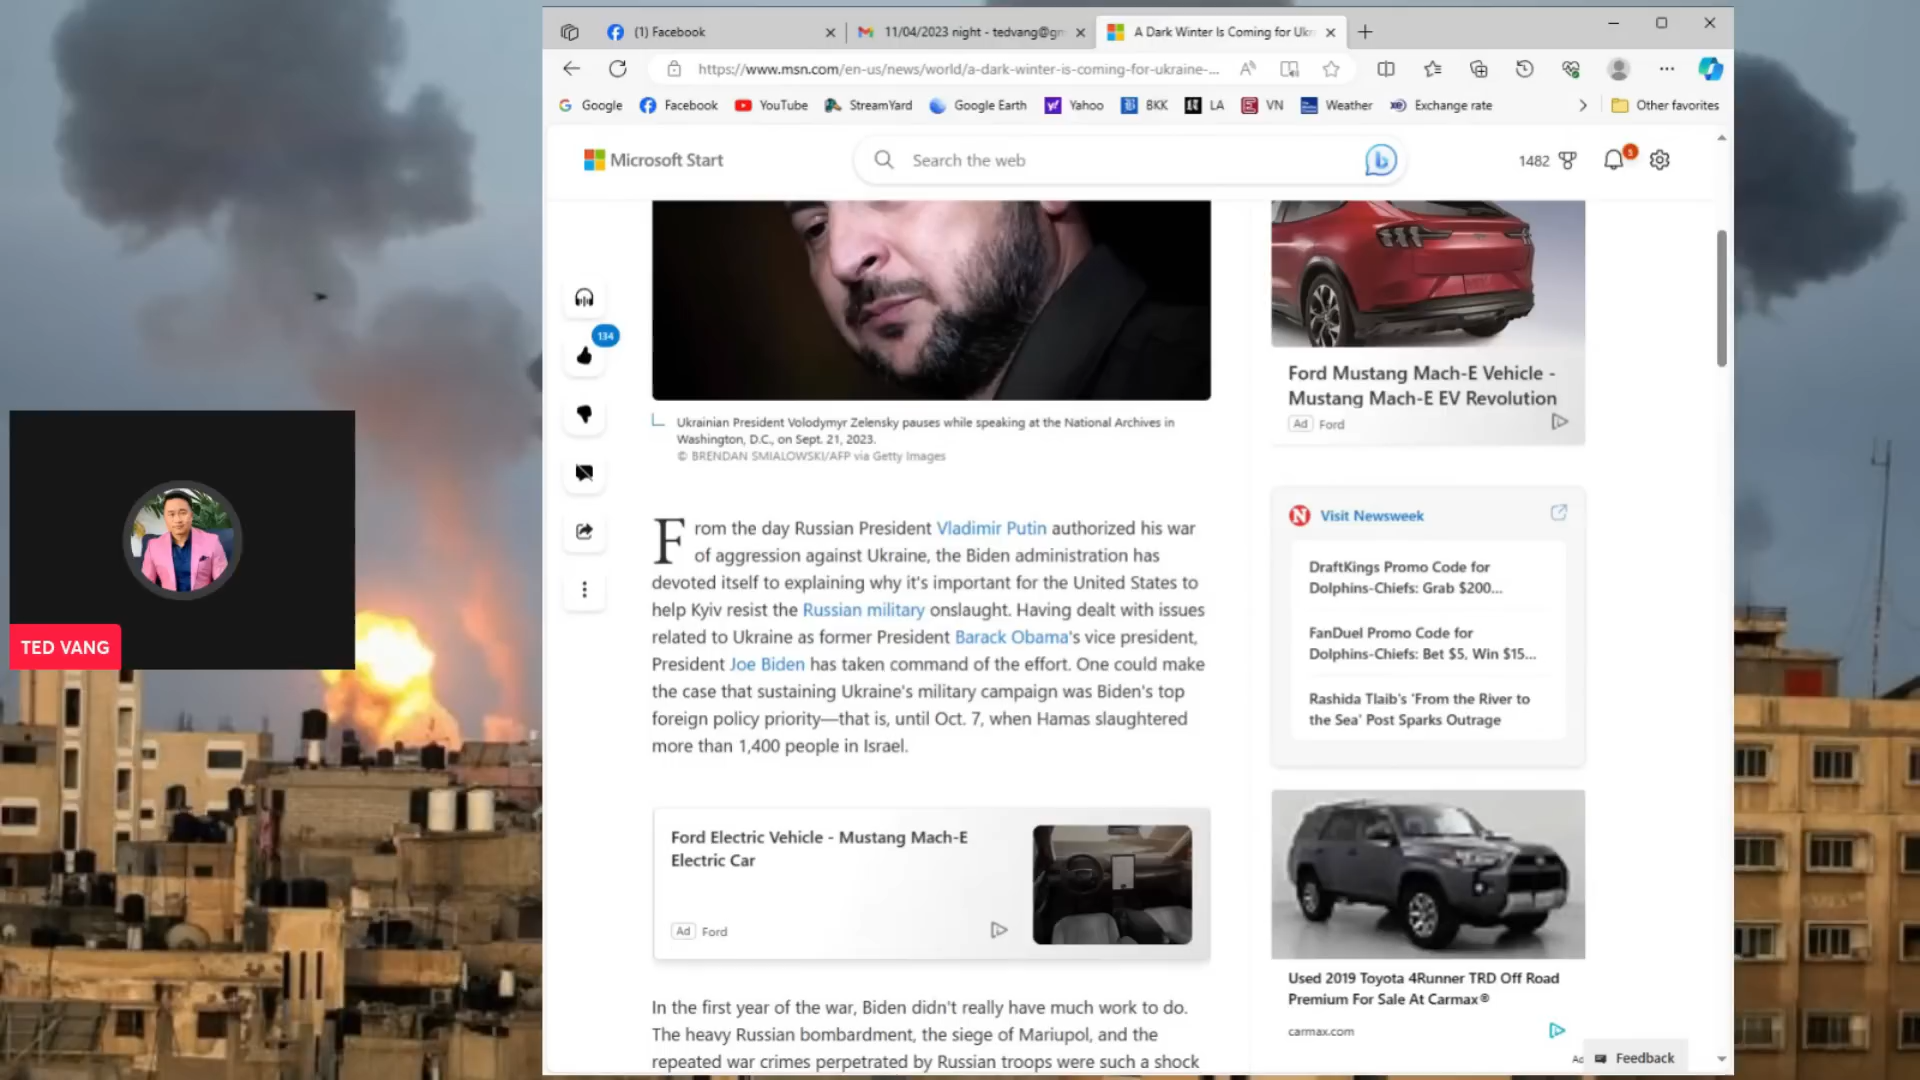 (1) Facebook
11/04/2023 night - tedvang@gm
A Dark Winter Is Coming for Ukr
https://www.msn.com/en-us/news/world/a-dark-winter-is-coming-for-ukraine-...
Google
Facebook
YouTube
StreamYard
Google Earth
Yahoo
BKK
LA
VN
Weather
Exchange rate
Other favorites
Microsoft Start
Search the web
1482
5
134
Ukrainian President Volodymyr Zelensky pauses while speaking at the National Archives in
Washington, D.C., on Sept. 21, 2023.
© BRENDAN SMIALOWSKI/AFP via Getty Images
From the day Russian President Vladimir Putin authorized his war
of aggression against Ukraine, the Biden administration has
devoted itself to explaining why it's important for the United States to
help Kyiv resist the Russian military onslaught. Having dealt with issues
related to Ukraine as former President Barack Obama's vice president,
President Joe Biden has taken command of the effort. One could make
the case that sustaining Ukraine's military campaign was Biden's top
foreign policy priority—that is, until Oct. 7, when Hamas slaughtered
more than 1,400 people in Israel.
Ford Electric Vehicle - Mustang Mach-E
Electric Car
Ad Ford
In the first year of the war, Biden didn't really have much work to do.
The heavy Russian bombardment, the siege of Mariupol, and the
repeated war crimes perpetrated by Russian troops were such a shock
Ford Mustang Mach-E Vehicle -
Mustang Mach-E EV Revolution
Ad Ford
Visit Newsweek
DraftKings Promo Code for
Dolphins-Chiefs: Grab $200...
FanDuel Promo Code for
Dolphins-Chiefs: Bet $5, Win $15...
Rashida Tlaib's 'From the River to
the Sea' Post Sparks Outrage
Used 2019 Toyota 4Runner TRD Off Road
Premium For Sale At Carmax®
carmax.com
Ad
Feedback
TED VANG